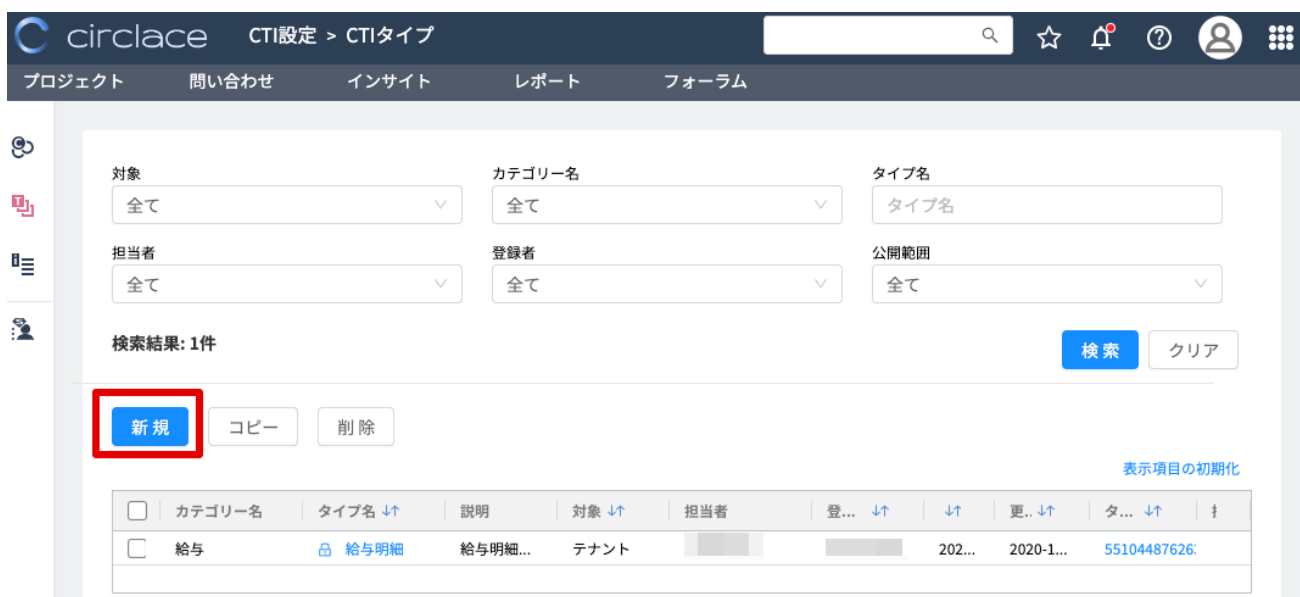 circlace CTI設定 > CTIタイプ
プロジェクト 問い合わせ インサイト レポート フォーラム
対象 カテゴリー名 タイプ名
全て 全て タイプ名
担当者 登録者 公開範囲
全て 全て 全て
検索結果: 1件 検索 クリア
新規 コピー 削除
表示項目の初期化
カテゴリー名 タイプ名 説明 対象 担当者 登... 更.. タ...
給与 給与明細 給与明細... テナント 202... 2020-1... 55104487626